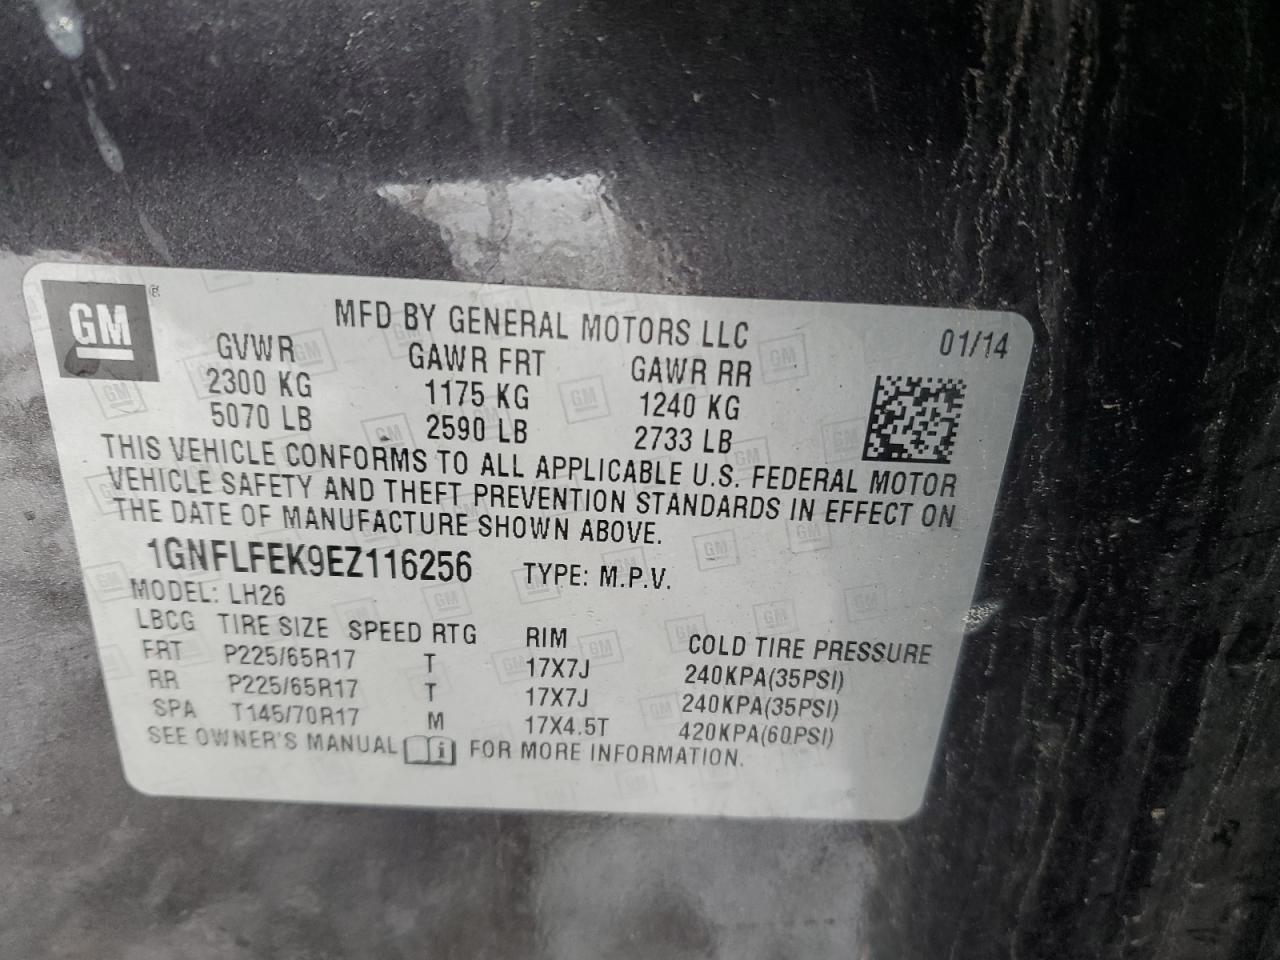 GM®
MFD BY GENERAL MOTORS LLC 01/14
GVWR GAWR FRT GAWR RR
2300 KG 1175 KG 1240 KG
5070 LB 2590 LB 2733 LB
THIS VEHICLE CONFORMS TO ALL APPLICABLE U.S. FEDERAL MOTOR
VEHICLE SAFETY AND THEFT PREVENTION STANDARDS IN EFFECT ON
THE DATE OF MANUFACTURE SHOWN ABOVE.
1GNFLFEK9EZ116256 TYPE: M.P.V.
MODEL: LH26
LBCG TIRE SIZE SPEED RTG RIM COLD TIRE PRESSURE
FRT P225/65R17 T 17X7J 240KPA(35PSI)
RR P225/65R17 T 17X7J 240KPA(35PSI)
SPA T145/70R17 M 17X4.5T 420KPA(60PSI)
SEE OWNER'S MANUAL i FOR MORE INFORMATION.